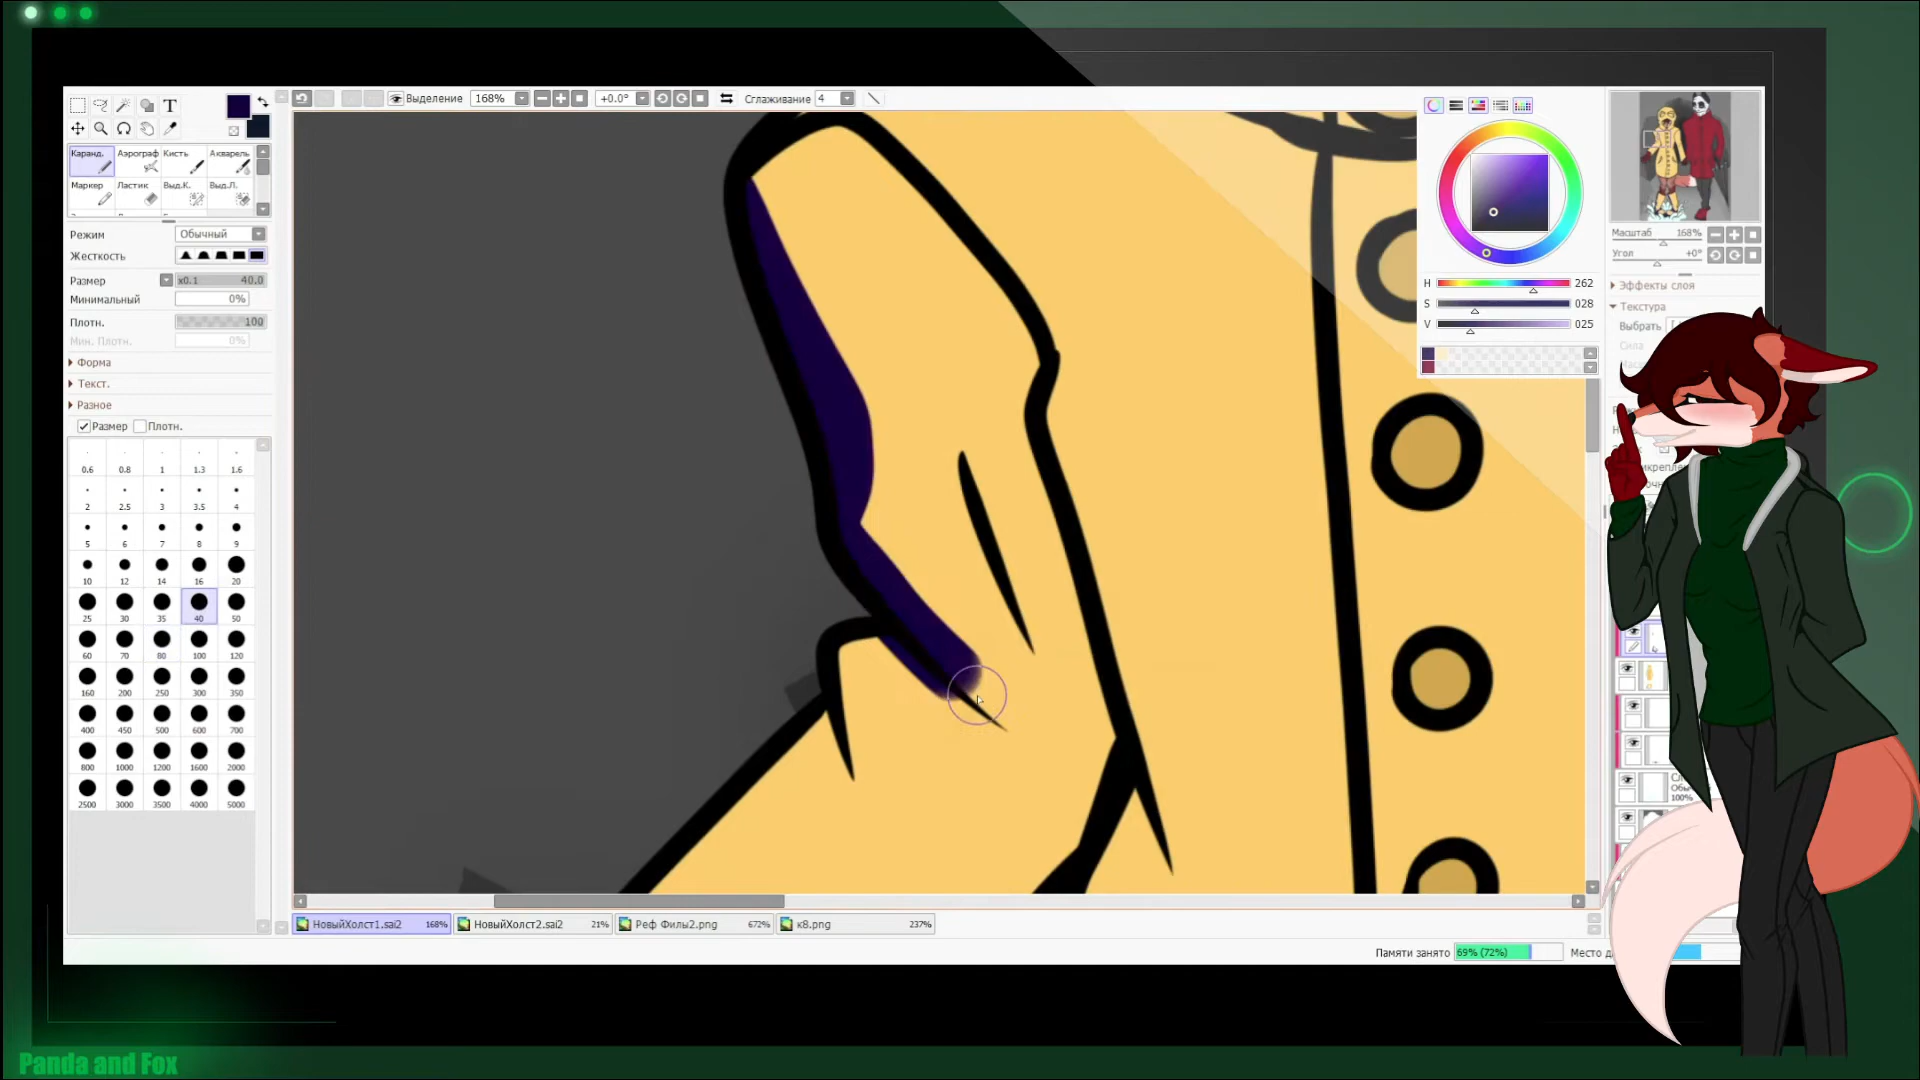 T
Выделение 168% +0.0° Сглаживание 4
Каранд. Аэрограф Кисть Акварель
Маркер Ластик Выд.К. Выд.Л.
Режим Обычный
Жесткость
Размер x0.1 40.0
Минимальный 0%
Плотн. 100
Мин. Плотн. 0%
Форма
Текст.
Разное
Размер Плотн.
0.6 0.8 1 1.3 1.6
2 2.5 3 3.5 4
5 6 7 8 9
10 12 14 16 20
25 30 35 40 50
60 70 80 100 120
160 200 250 300 350
400 450 500 600 700
800 1000 1200 1600 2000
2500 3000 3500 4000 5000
H 262
S 028
V 025
Масштаб 168%
Угол +0°
Эффекты слоя
Текстура
Выбрать
Сила
100%
НовыйХолст1.sai2 168% НовыйХолст2.sai2 21% Реф Филы2.png 672% к8.png 237%
Памяти занято 69% (72%) Место
Panda and Fox